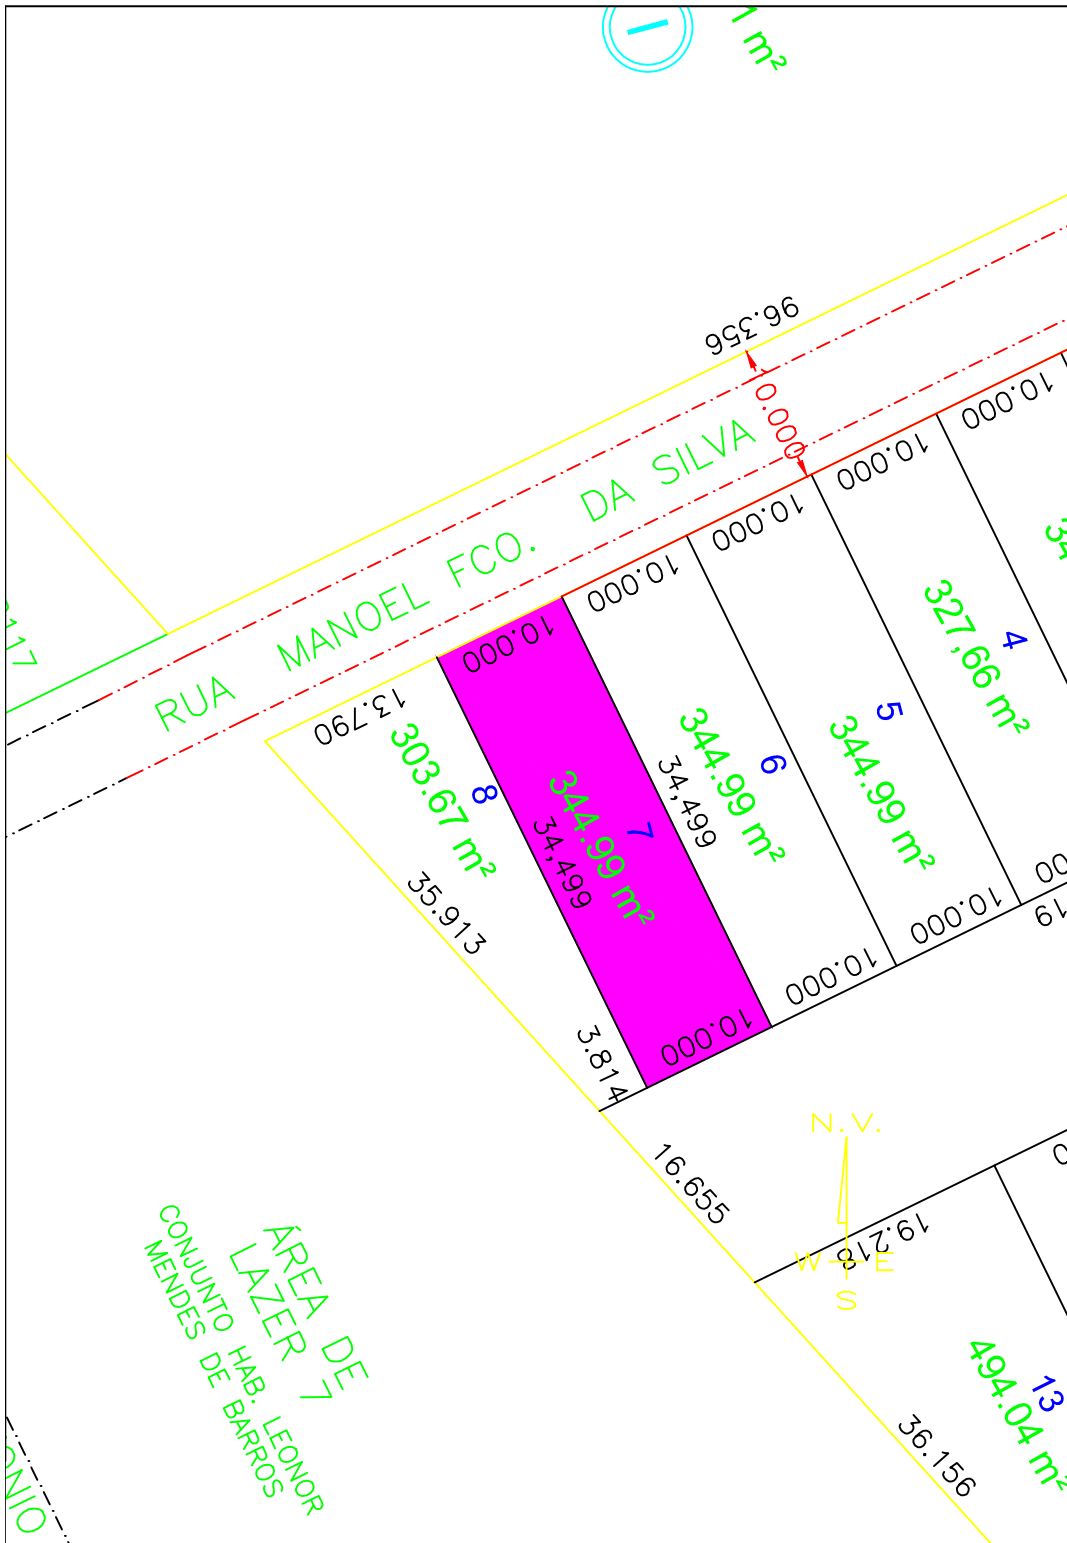 1 m²
96.356
10.000
RUA MANOEL FCO. DA SILVA
10.000
10.000
10.000
10.000
10.000
13.790
4
327,66 m²
5
344.99 m²
6
344.99 m²
34,499
7
344.99 m²
34,499
8
303.67 m²
35.913
3.814
10.000
10.000
10.000
16.655
N.V.
W E
S
19.218
13
494.04 m²
36.156
ÁREA DE
LAZER 7
CONJUNTO HAB. LEONOR
MENDES DE BARROS